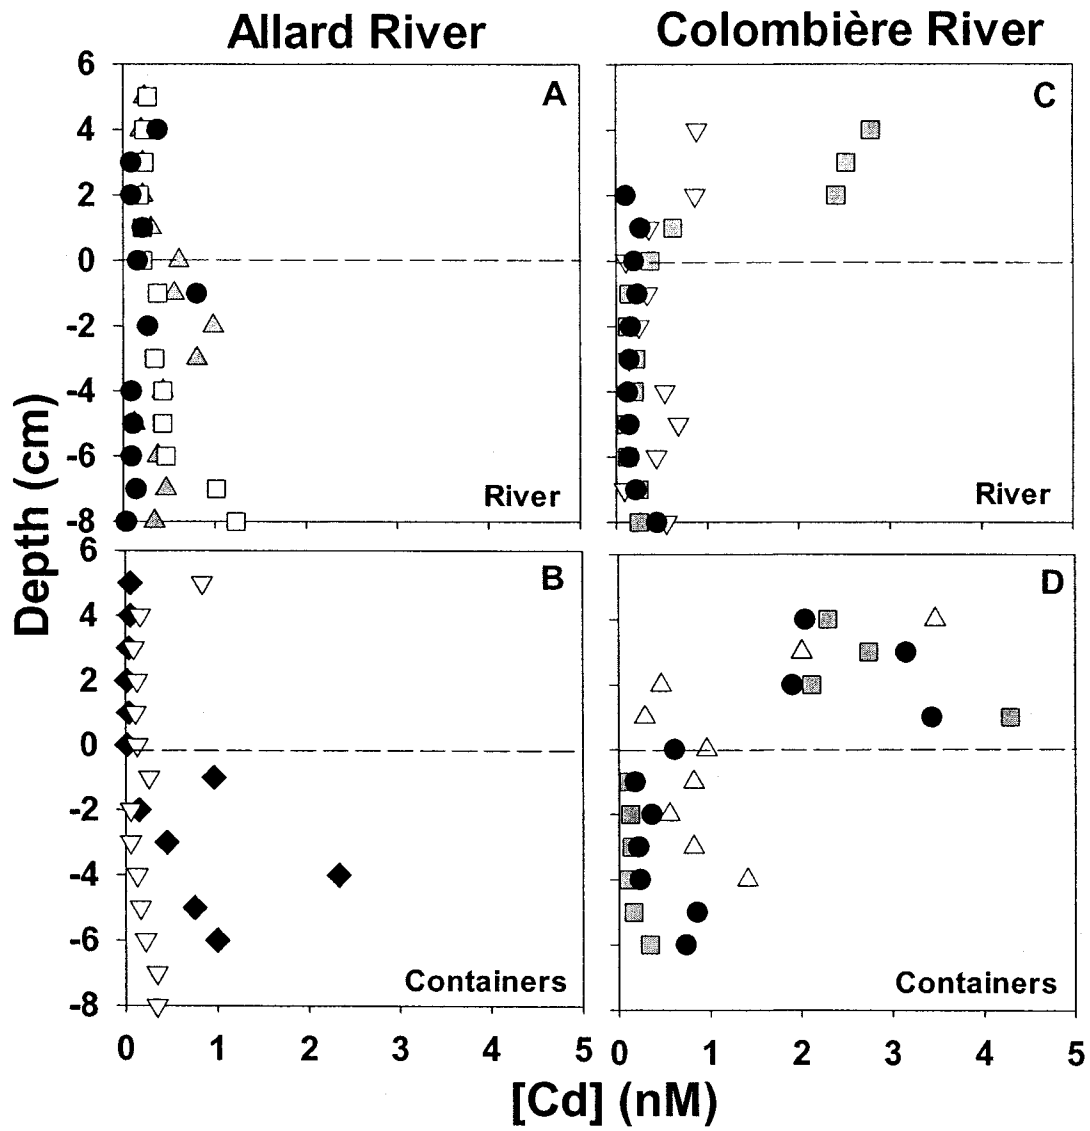 Allard River
Colombière River
6
4
2
0
-2
-4
-6
-8
A
River
C
River
Depth (cm)
6
4
2
0
-2
-4
-6
-8
B
Containers
D
Containers
0 1 2 3 4 5
0 1 2 3 4 5
[Cd] (nM)